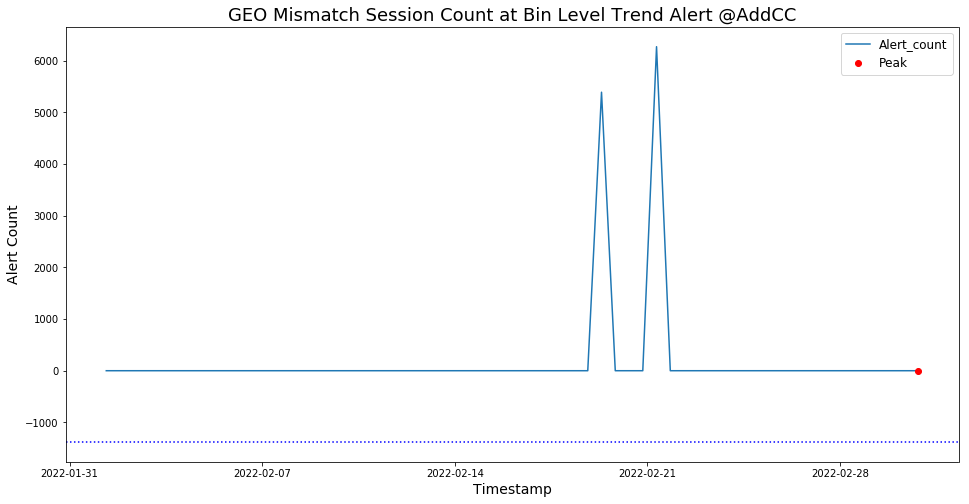 GEO Mismatch Session Count at Bin Level Trend Alert @AddCC
Alert_count
Peak
6000
5000
4000
3000
2000
1000
0
−1000
Alert Count
2022-01-31 2022-02-07 2022-02-14 2022-02-21 2022-02-28
Timestamp